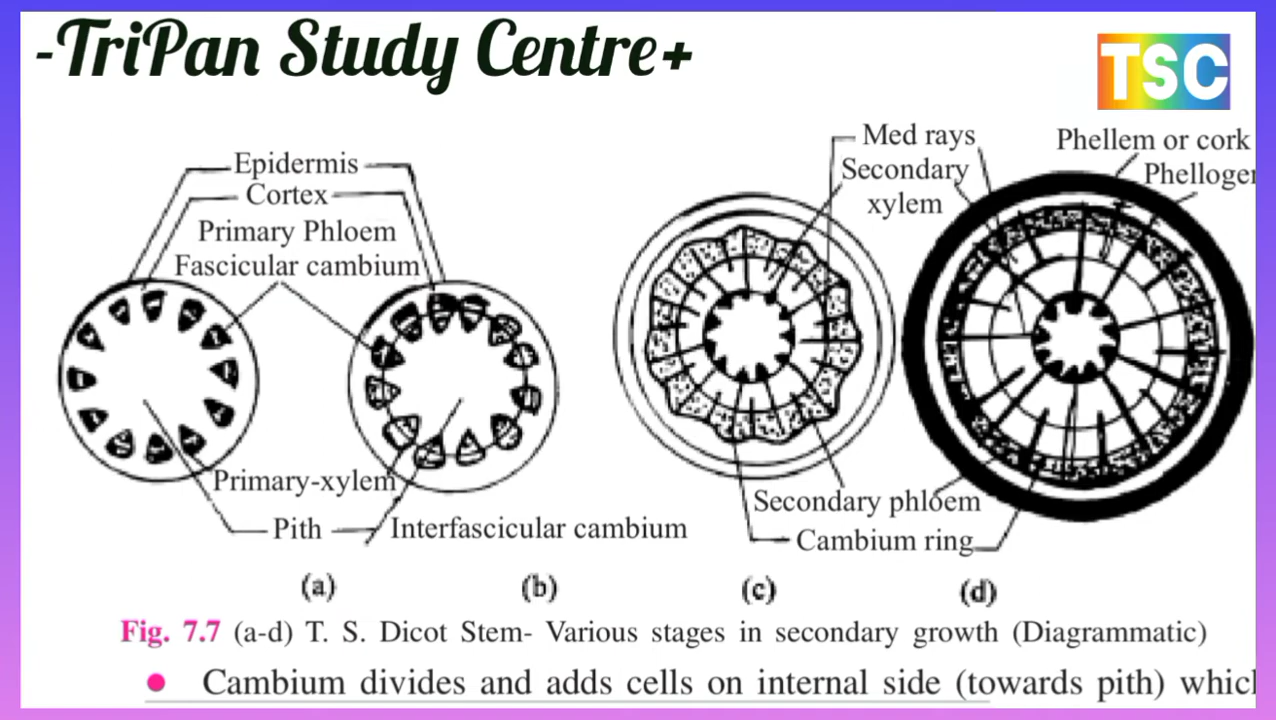 -TriPan Study Centre+
TSC
Epidermis
Cortex
Primary Phloem
Fascicular cambium
Med rays
Secondary
xylem
Phellem or cork
Phelloger
Primary-xylem
Pith
Interfascicular cambium
Secondary phloem
Cambium ring
(a)
(b)
(c)
(d)
Fig. 7.7 (a-d) T. S. Dicot Stem- Various stages in secondary growth (Diagrammatic)
Cambium divides and adds cells on internal side (towards pith) whicl